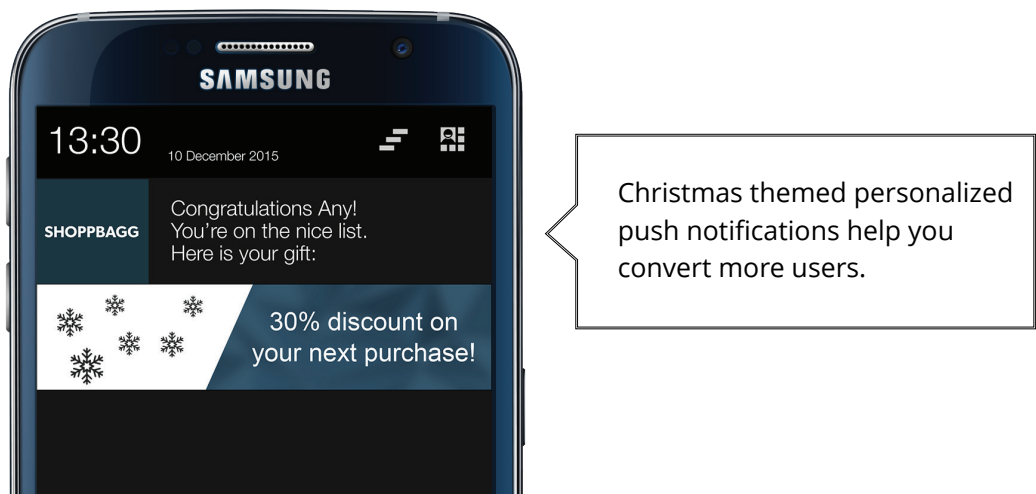 SAMSUNG
13:30
10 December 2015
SHOPPBAGG
Congratulations Any!
You're on the nice list.
Here is your gift:
30% discount on
your next purchase!
Christmas themed personalized
push notifications help you
convert more users.